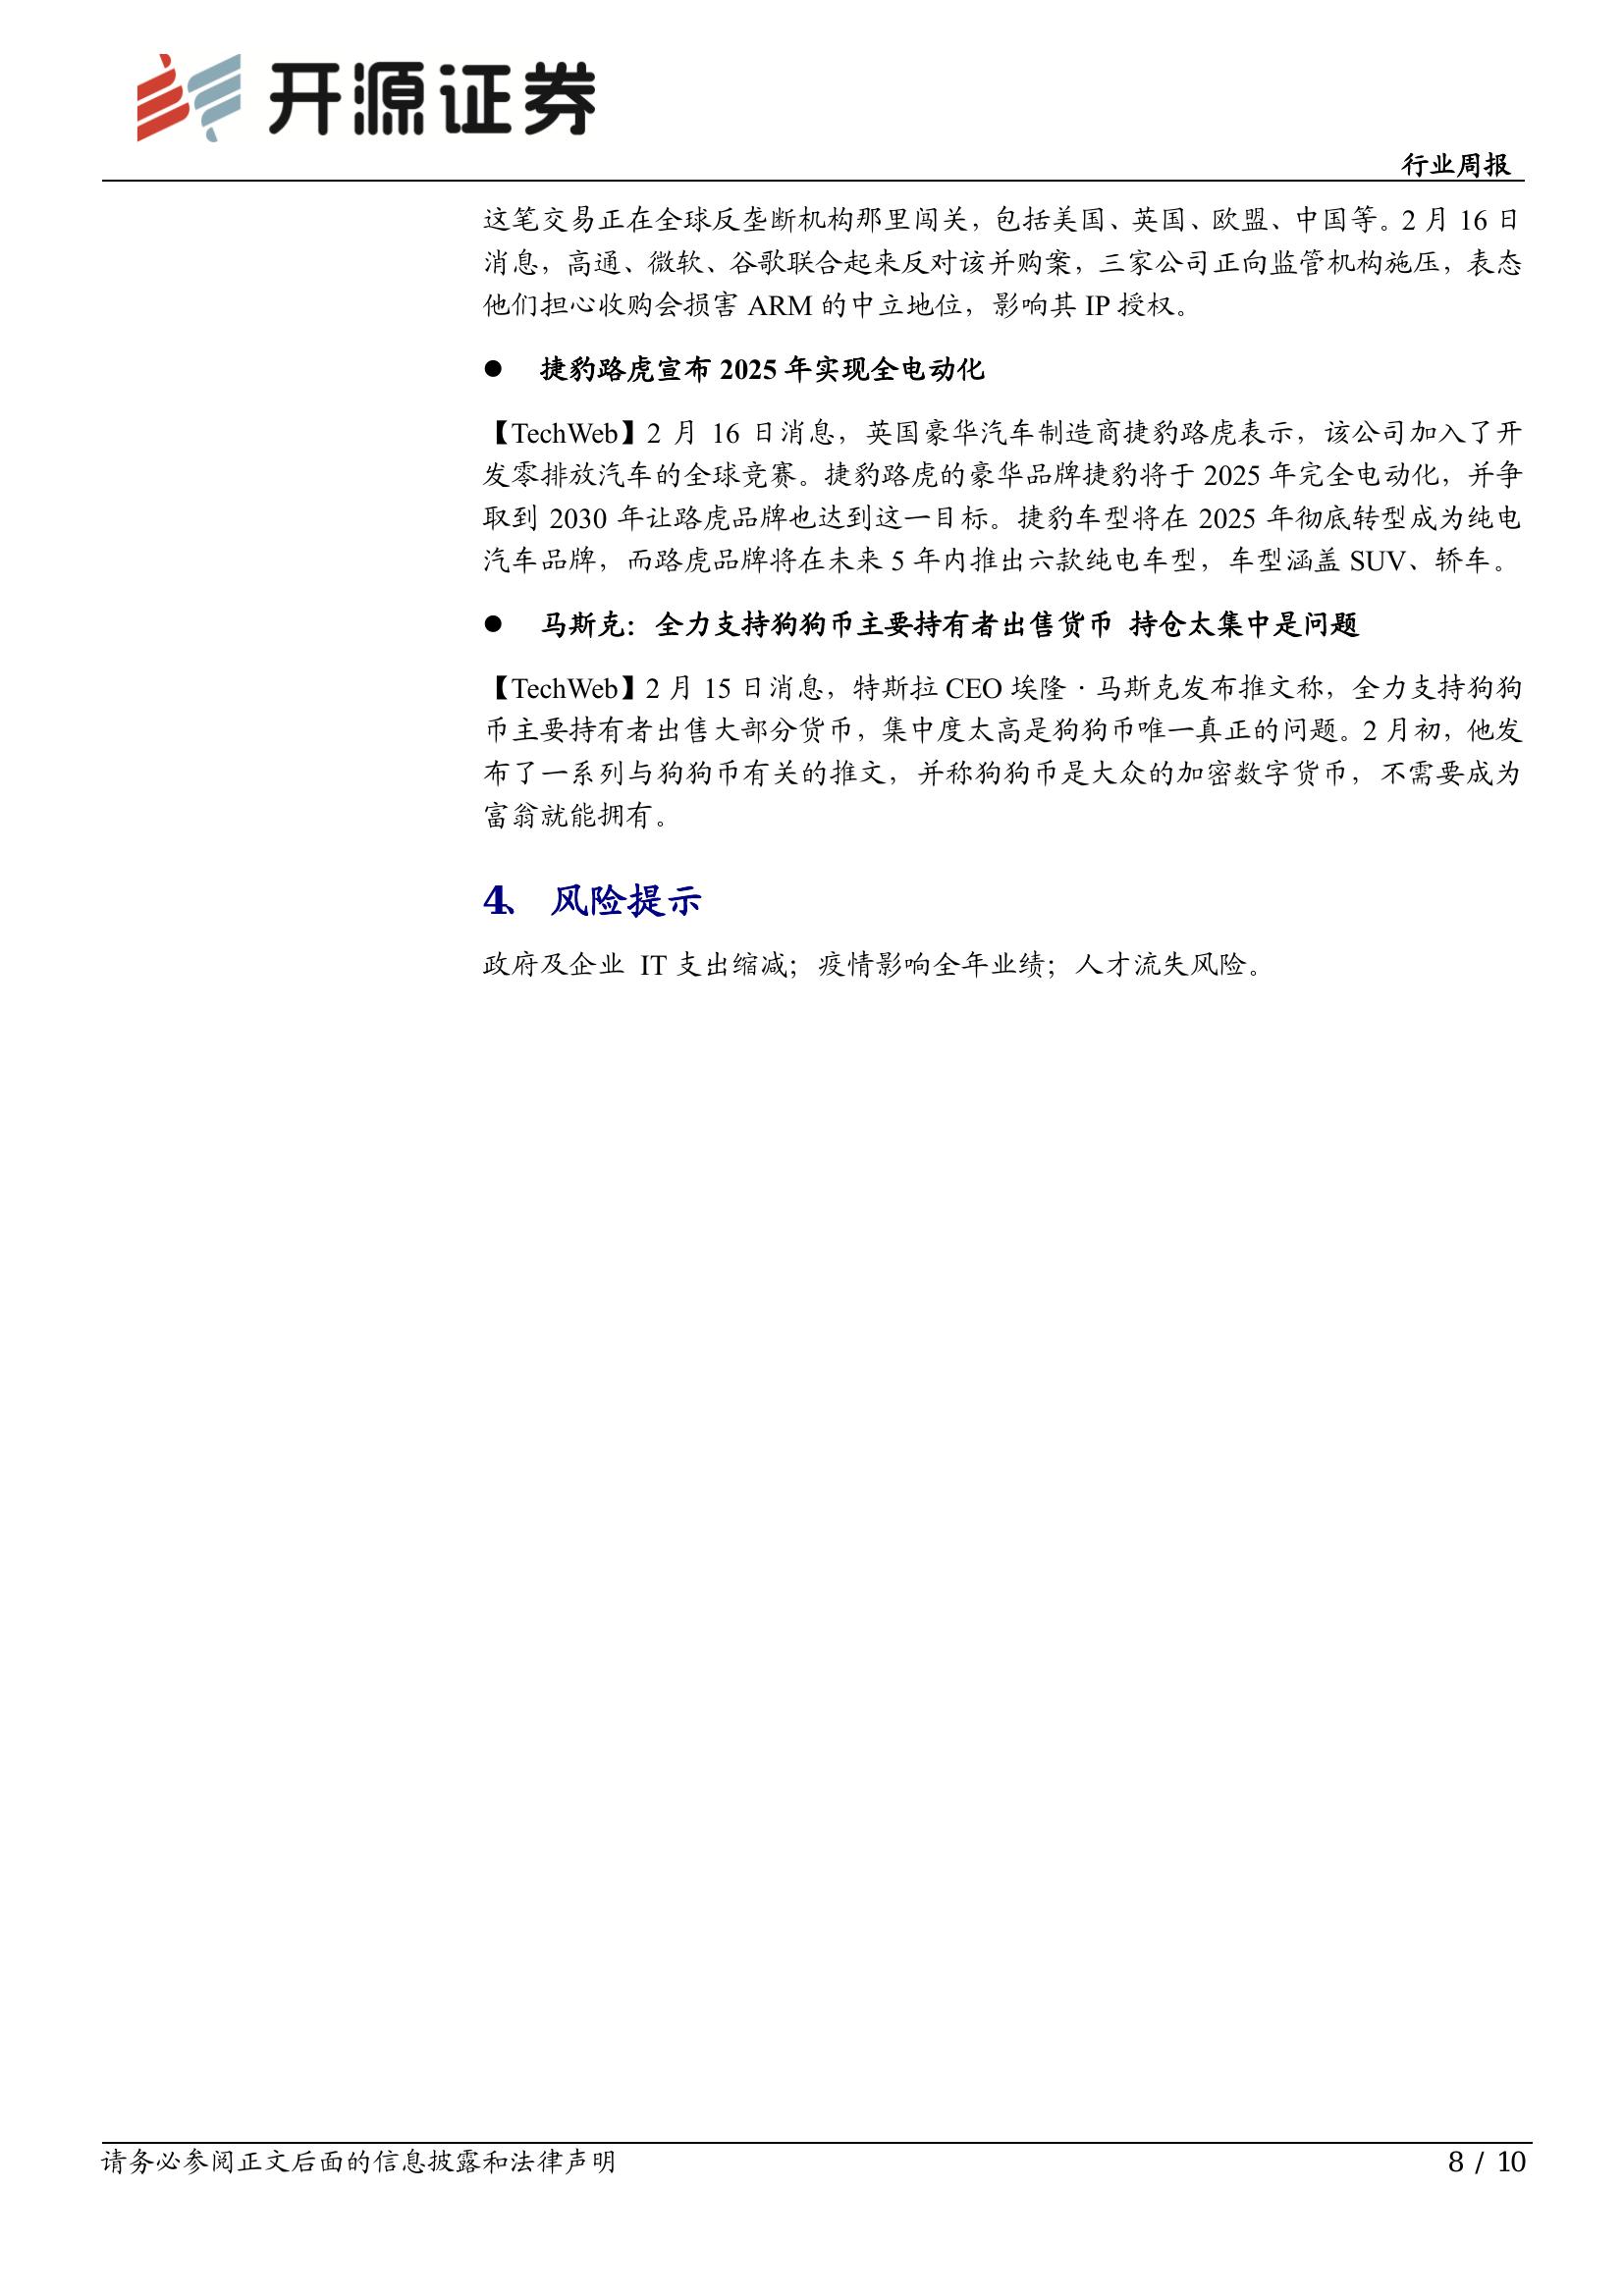 开源证券
行业周报
这笔交易正在全球反垄断机构那里闯关，包括美国、英国、欧盟、中国等。2 月 16 日
消息，高通、微软、谷歌联合起来反对该并购案，三家公司正向监管机构施压，表态
他们担心收购会损害 ARM 的中立地位，影响其 IP 授权。
● 捷豹路虎宣布 2025 年实现全电动化
【TechWeb】2 月 16 日消息，英国豪华汽车制造商捷豹路虎表示，该公司加入了开
发零排放汽车的全球竞赛。捷豹路虎的豪华品牌捷豹将于 2025 年完全电动化，并争
取到 2030 年让路虎品牌也达到这一目标。捷豹车型将在 2025 年彻底转型成为纯电
汽车品牌，而路虎品牌将在未来 5 年内推出六款纯电车型，车型涵盖 SUV、轿车。
● 马斯克：全力支持狗狗币主要持有者出售货币 持仓太集中是问题
【TechWeb】2 月 15 日消息，特斯拉 CEO 埃隆·马斯克发布推文称，全力支持狗狗
币主要持有者出售大部分货币，集中度太高是狗狗币唯一真正的问题。2 月初，他发
布了一系列与狗狗币有关的推文，并称狗狗币是大众的加密数字货币，不需要成为
富翁就能拥有。
4、 风险提示
政府及企业 IT 支出缩减；疫情影响全年业绩；人才流失风险。
请务必参阅正文后面的信息披露和法律声明
8 / 10